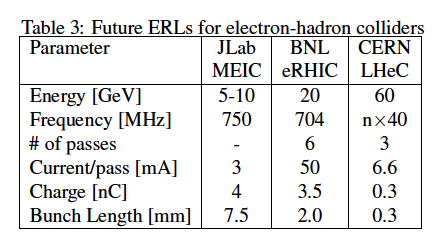 Table 3: Future ERLs for electron-hadron colliders
Parameter JLab BNL CERN
MEIC eRHIC LHeC
Energy [GeV] 5-10 20 60
Frequency [MHz] 750 704 n×40
# of passes - 6 3
Current/pass [mA] 3 50 6.6
Charge [nC] 4 3.5 0.3
Bunch Length [mm] 7.5 2.0 0.3